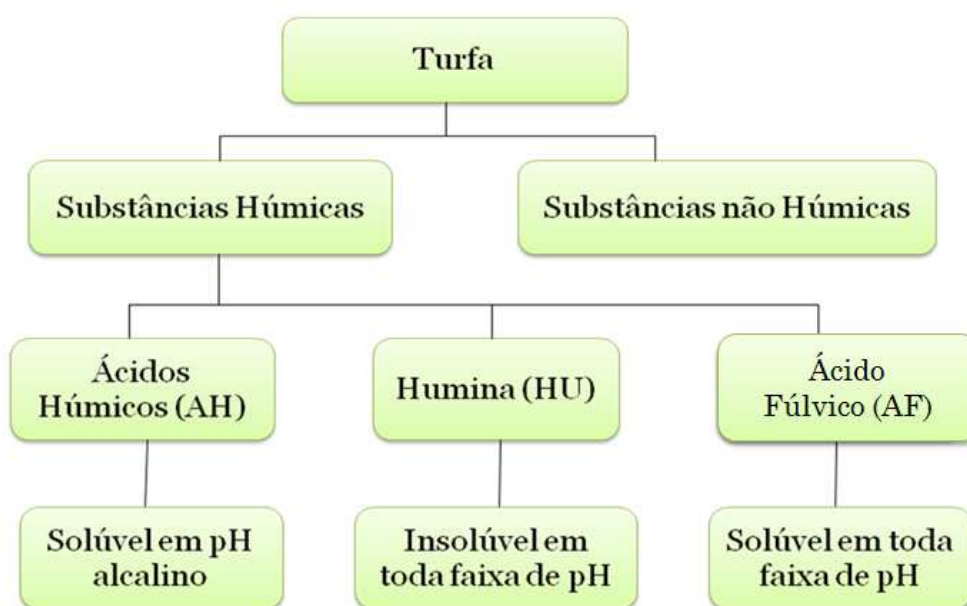 Turfa
Substâncias Húmicas
Substâncias não Húmicas
Ácidos
Húmicos (AH)
Humina (HU)
Ácido
Fúlvico (AF)
Solúvel em pH
alcalino
Insolúvel em
toda faixa de pH
Solúvel em toda
faixa de pH